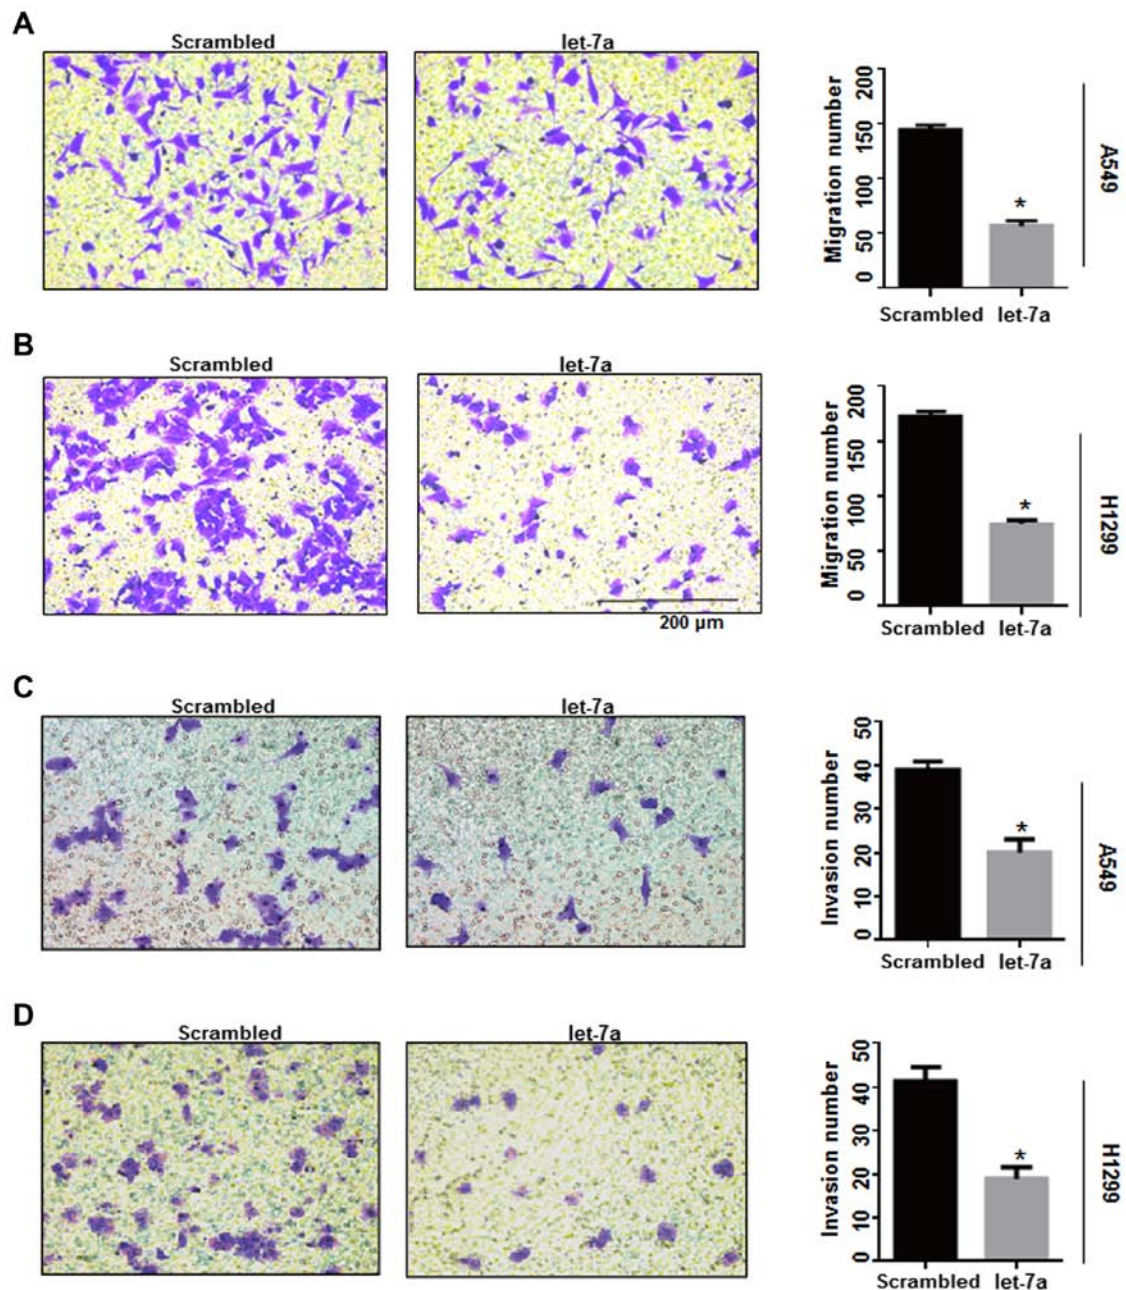 A
Scrambled
let-7a
Migration number
200
150
100
50
0
*
Scrambled let-7a
A549
B
Scrambled
let-7a
200 µm
Migration number
200
150
100
50
0
*
Scrambled let-7a
H1299
C
Scrambled
let-7a
Invasion number
50
40
30
20
10
0
*
Scrambled let-7a
A549
D
Scrambled
let-7a
Invasion number
50
40
30
20
10
0
*
Scrambled let-7a
H1299